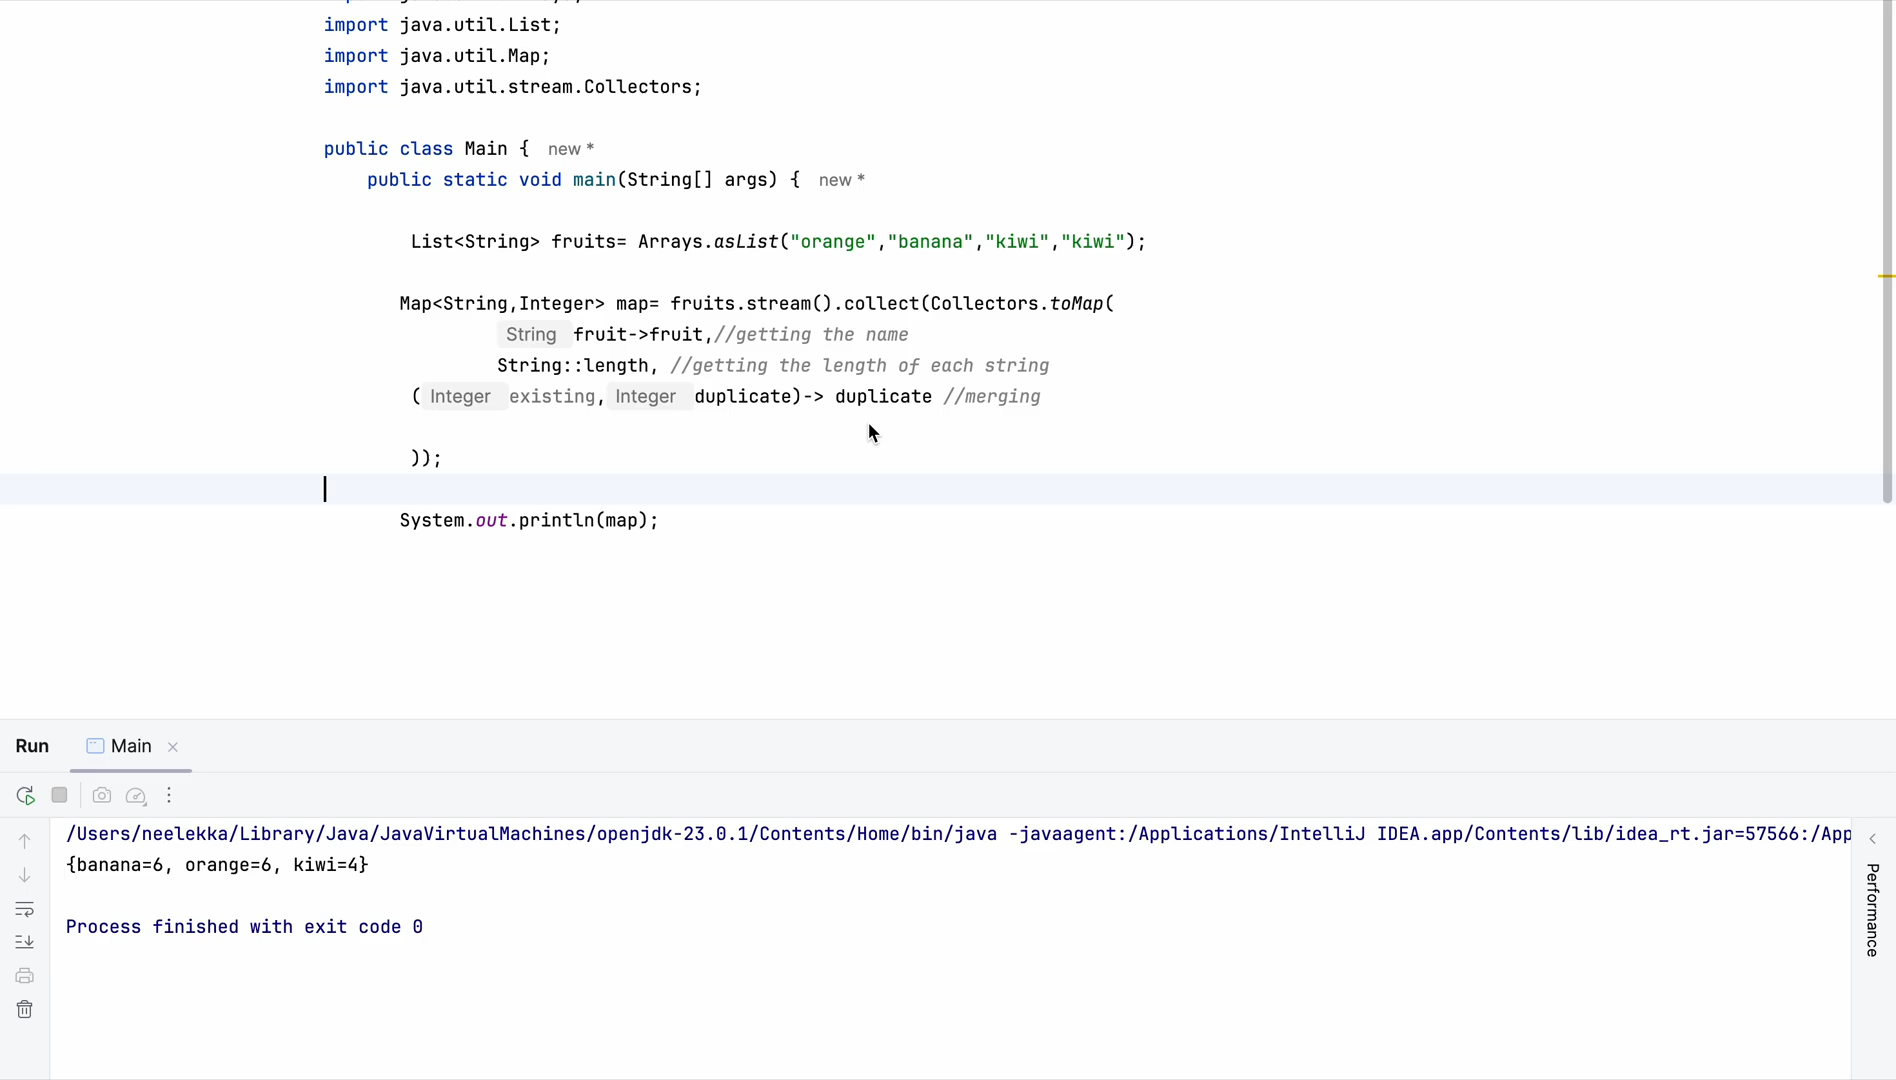 import java.util.List;
import java.util.Map;
import java.util.stream.Collectors;
public class Main { new *
public static void main(String[] args) { new *
List<String> fruits= Arrays.asList("orange","banana","kiwi","kiwi");
Map<String,Integer> map= fruits.stream().collect(Collectors.toMap(
String fruit->fruit,//getting the name
String::length, //getting the length of each string
(Integer existing,Integer duplicate)-> duplicate //merging
));
System.out.println(map);
Run Main
/Users/neelekka/Library/Java/JavaVirtualMachines/openjdk-23.0.1/Contents/Home/bin/java -javaagent:/Applications/IntelliJ IDEA.app/Contents/lib/idea_rt.jar=57566:/App
{banana=6, orange=6, kiwi=4}
Process finished with exit code 0
Performance